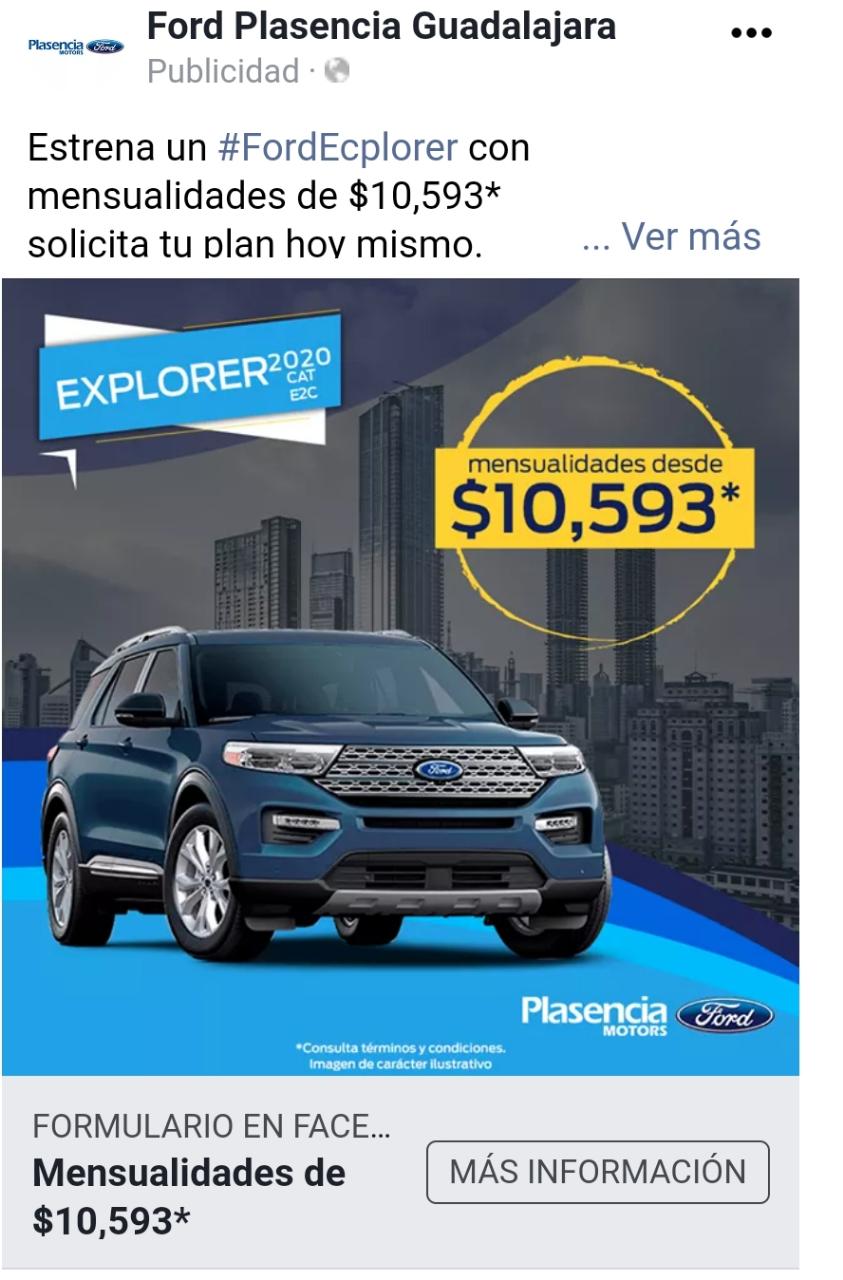 Plasencia
MOTORS
Ford
Ford Plasencia Guadalajara
Publicidad ·
Estrena un #FordEcplorer con
mensualidades de $10,593*
solicita tu plan hoy mismo.
... Ver más
EXPLORER 2020
CAT
E2C
mensualidades desde
$10,593*
Ford
Plasencia
MOTORS
Ford
*Consulta términos y condiciones.
Imagen de carácter ilustrativo
FORMULARIO EN FACE...
Mensualidades de
$10,593*
MÁS INFORMACIÓN